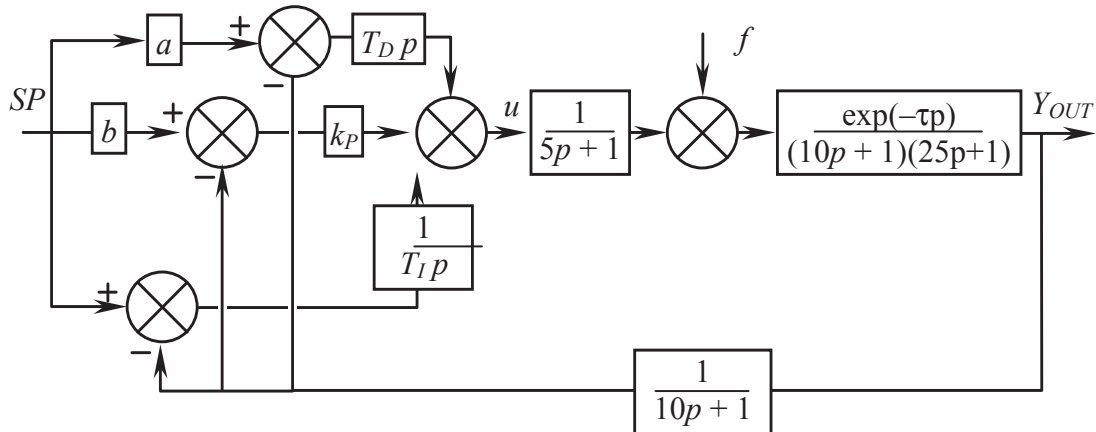 a
+
T_D p
f
−
SP
b
+
k_P
u
1
5p + 1
exp(−τp)
(10p + 1)(25p+1)
Y_OUT
−
1
T_I p
+
−
1
10p + 1